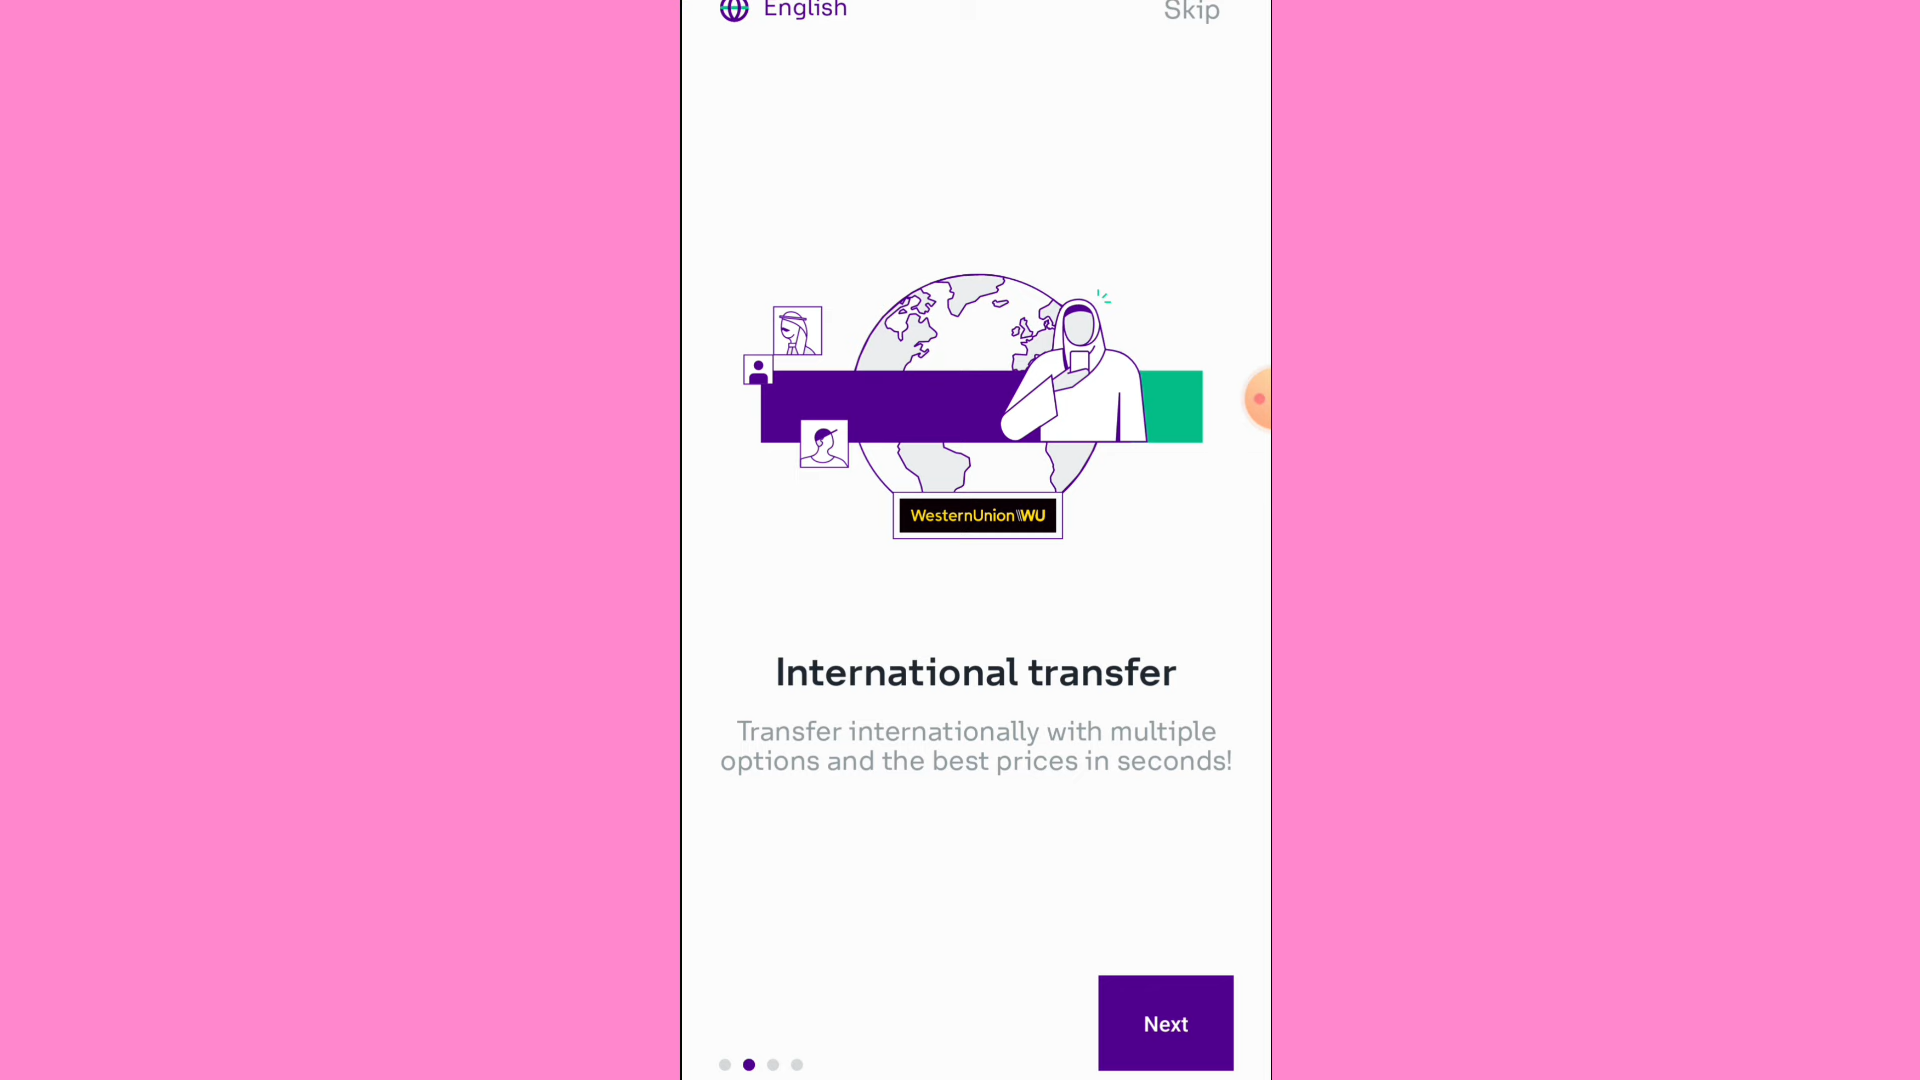 English
Skip
WesternUnion WU
International transfer
Transfer internationally with multiple
options and the best prices in seconds!
Next